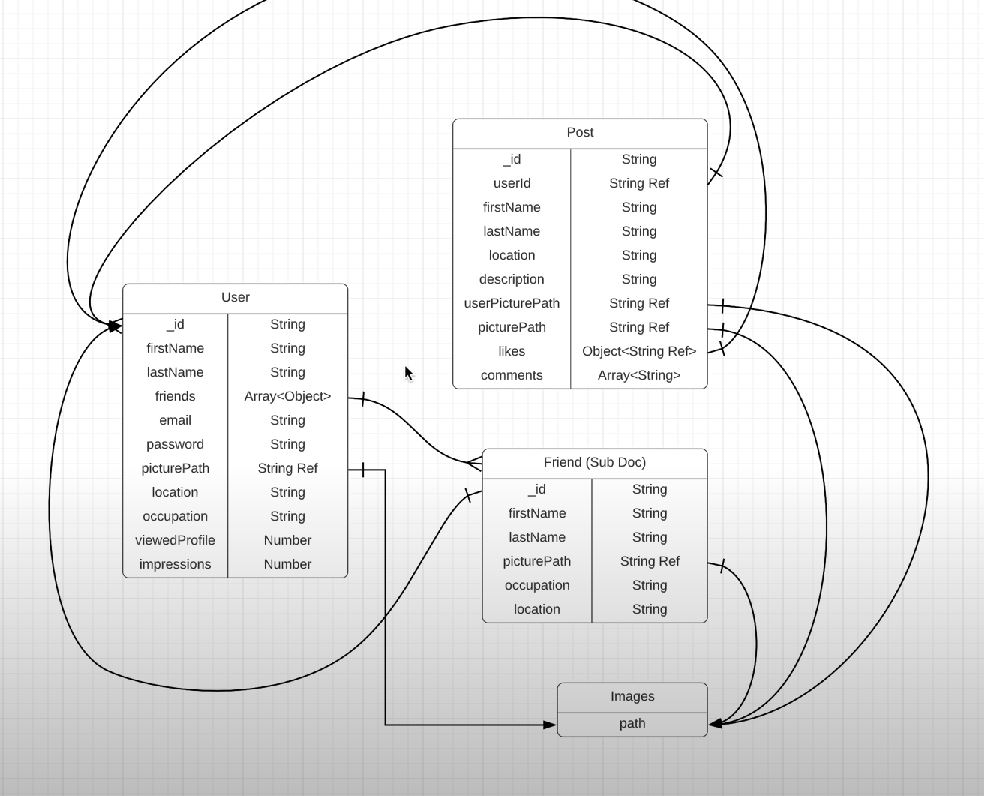 Post
_id String
userId String Ref
firstName String
lastName String
location String
description String
userPicturePath String Ref
picturePath String Ref
likes Object<String Ref>
comments Array<String>
User
_id String
firstName String
lastName String
friends Array<Object>
email String
password String
picturePath String Ref
location String
occupation String
viewedProfile Number
impressions Number
Friend (Sub Doc)
_id String
firstName String
lastName String
picturePath String Ref
occupation String
location String
Images
path